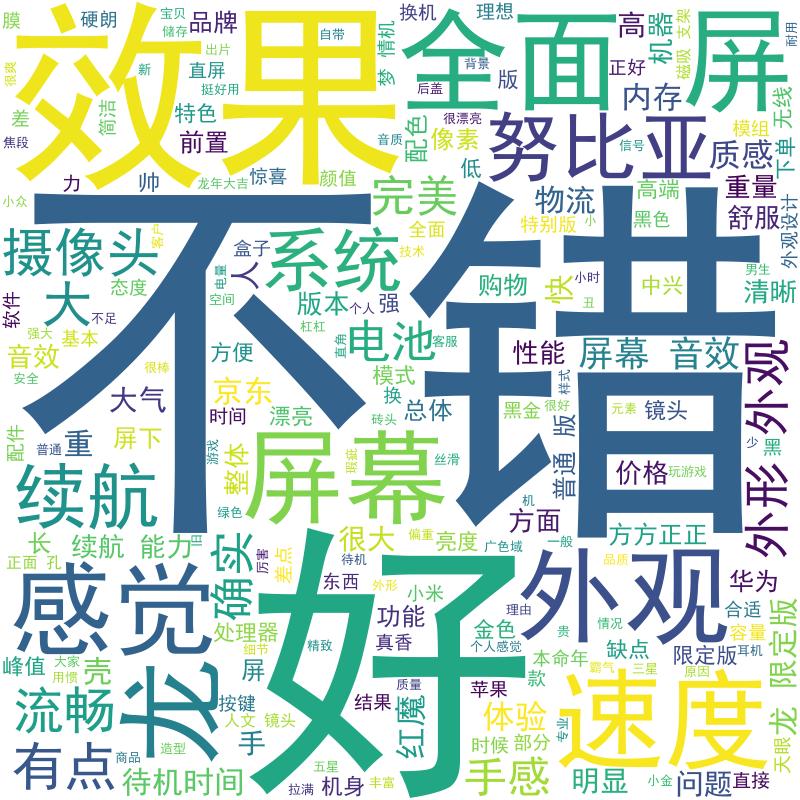 膜
硬朗
宝贝
储存
品牌
出片
自带
很爽
新
直屏
挺好用
效果
梦
情机
换机
理想
背景
后盖
版
全面
屏
高
正好
机器
支架
磁吸
耐用
差
简洁
特色
焦段
前置
音质
配色
很漂亮
像素
努比亚
内存
信号
质感
模组
下单
无线
力
帅
龙年大吉
惊喜
颜值
完美
低
物流
高端
重量
小众
特别版
小
黑色
舒服
外观设计
摄像头
客户
盒子
人
电量
系统
全面
技术
不错
大
态度
空间
版本
个人
强
购物
快
小时
丑
中兴
男生
清晰
软件
强大
不足
基本
音效
很棒
安全
方便
杠杠
直角
电池
客服
性能
屏幕 音效
外观
京东
模式
换
样式
大气
时间
漂亮
砖头
总体
黑金
很好
版
元素
镜头
少
黑
配件
普通
重
屏下
游戏
整体
屏幕
瑕疵
丝滑
普通
价格
玩游戏
外形
续航
绿色
机
方面
方方正正
长
续航 能力
很大
亮度
偏重
广色域
一般
正面 孔
厉害
差点
待机
品质
感觉
确实
东西
外形
小米
外观
华为
处理器
好
功能
理由
情况
合适
峰值
大家
壳
用惯
细节
屏
精致
真香
金色
个人感觉
贵
缺点
容量
耳机
限定版
龙
质量
苹果
款
本命年
霸气
三星
原因
限定版
流畅
按键
人文
镜头
结果
红魔
体验
速度
龙
手
时候
部分
专业
天眼
有点
商品
造型
五星
待机时间
拉满
机身
丰富
手感
明显
小金
问题
直接